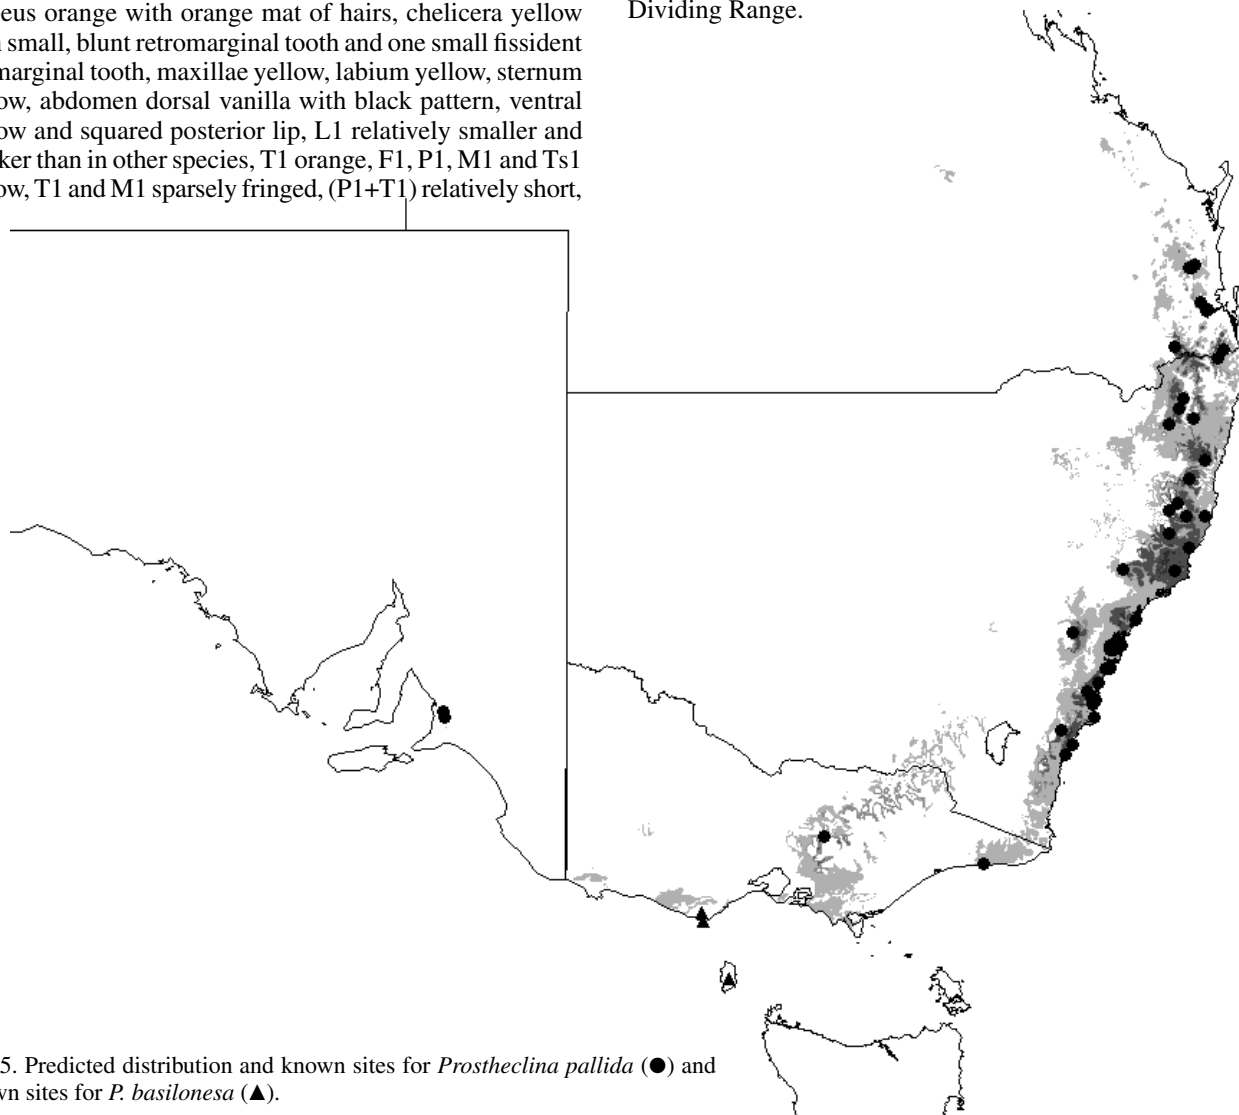 eus orange with orange mat of hairs, chelicera yellow
small, blunt retromarginal tooth and one small fissident
marginal tooth, maxillae yellow, labium yellow, sternum
ow, abdomen dorsal vanilla with black pattern, ventral
ow and squared posterior lip, L1 relatively smaller and
ker than in other species, T1 orange, F1, P1, M1 and Ts1
ow, T1 and M1 sparsely fringed, (P1+T1) relatively short,
Dividing Range.
5. Predicted distribution and known sites for Prostheclina pallida (●) and
wn sites for P. basilonesa (▲).